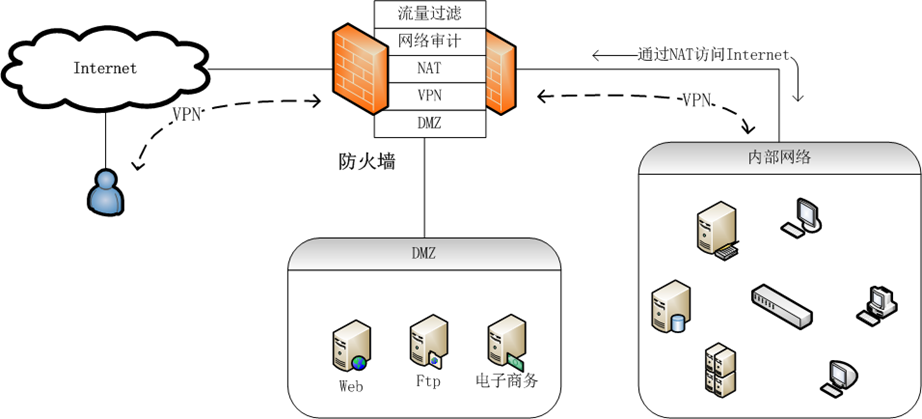 流量过滤
网络审计
NAT
VPN
DMZ
防火墙
Internet
VPN
通过NAT访问Internet
VPN
内部网络
DMZ
Web
Ftp
电子商务